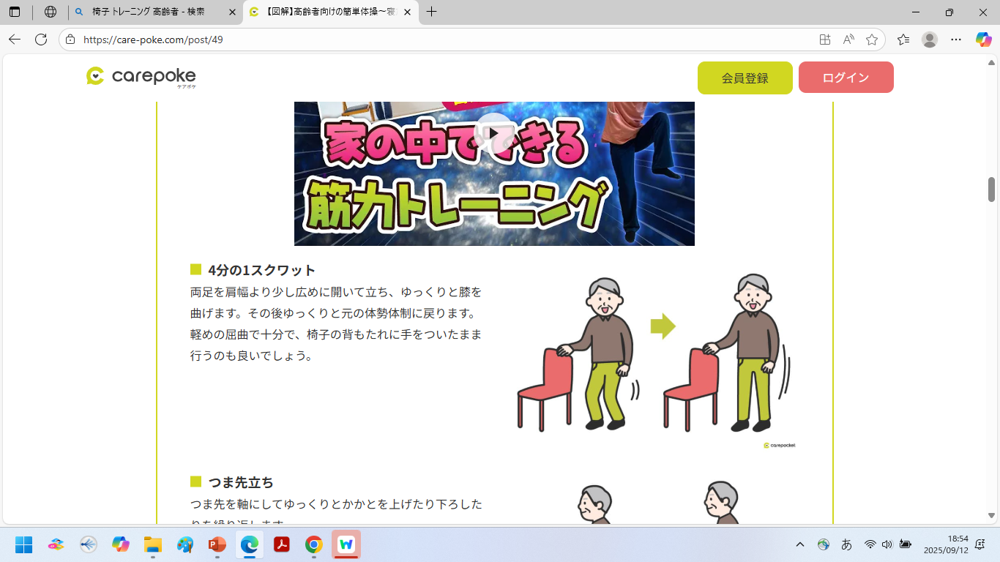 椅子 トレーニング 高齢者 - 検索
【図解】高齢者向けの簡単体操～寝
https://care-poke.com/post/49
carepoke
ケアポケ
会員登録
ログイン
家の中でできる
筋力トレーニング
4分の1スクワット
両足を肩幅より少し広めに開いて立ち、ゆっくりと膝を
曲げます。その後ゆっくりと元の体勢体制に戻ります。
軽めの屈曲で十分で、椅子の背もたれに手をついたまま
行うのも良いでしょう。
carepocket
つま先立ち
つま先を軸にしてゆっくりとかかとを上げたり下ろした
りを繰り返します
あ
18:54
2025/09/12